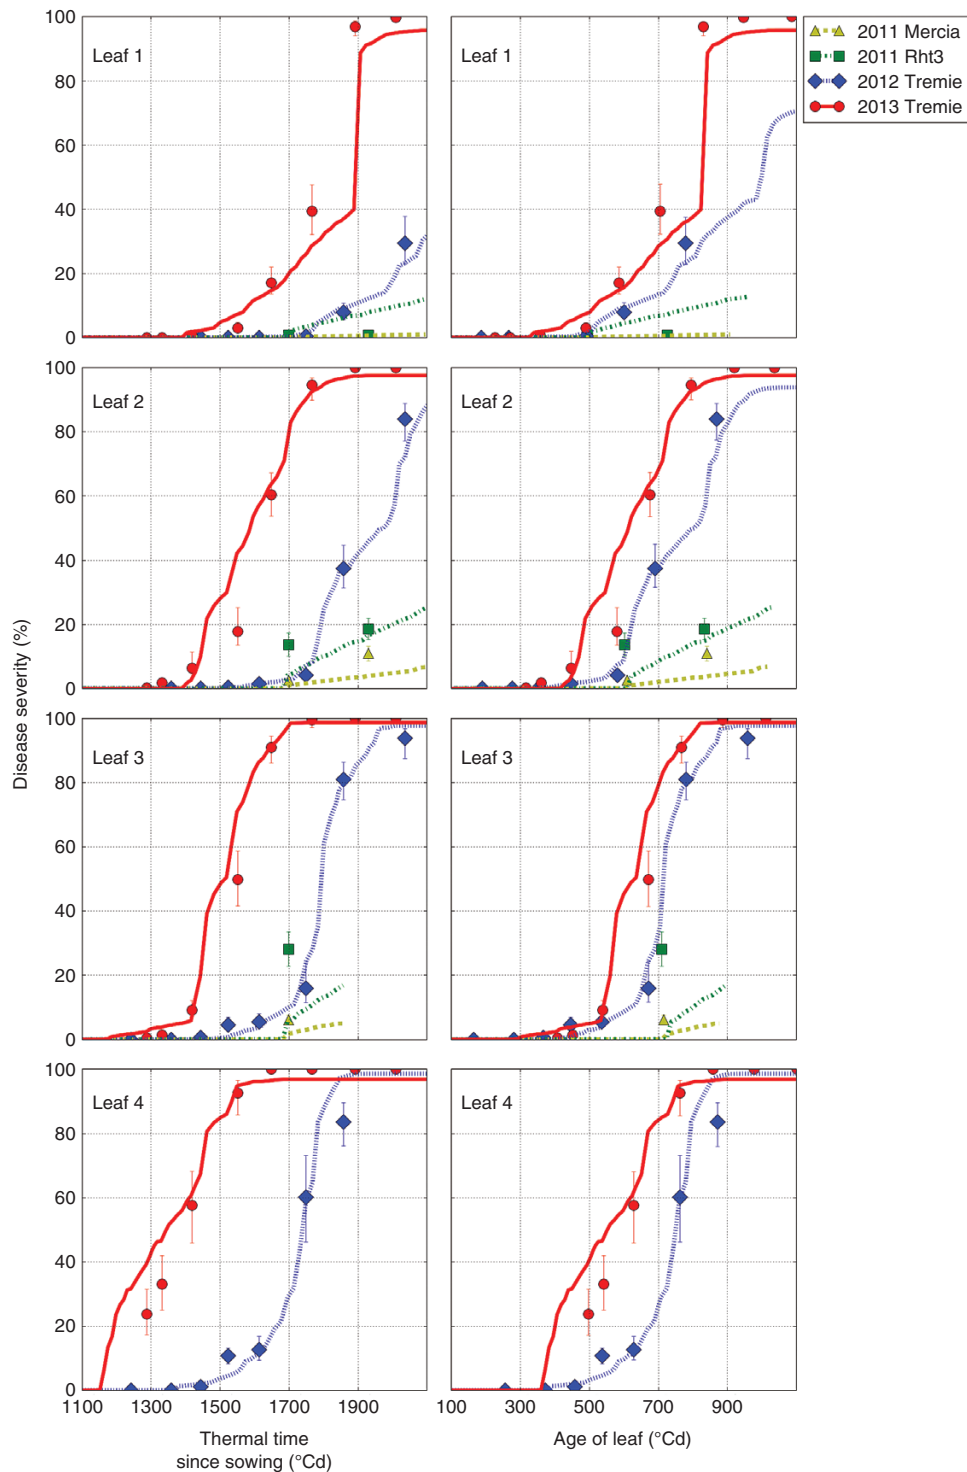 100
80
60
40
20
0
Leaf 1
Leaf 1
2011 Mercia
2011 Rht3
2012 Tremie
2013 Tremie
100
80
60
40
20
0
Leaf 2
Leaf 2
Disease severity (%)
100
80
60
40
20
0
Leaf 3
Leaf 3
100
80
60
40
20
0
Leaf 4
Leaf 4
1100 1300 1500 1700 1900
100 300 500 700 900
Thermal time
since sowing (°Cd)
Age of leaf (°Cd)